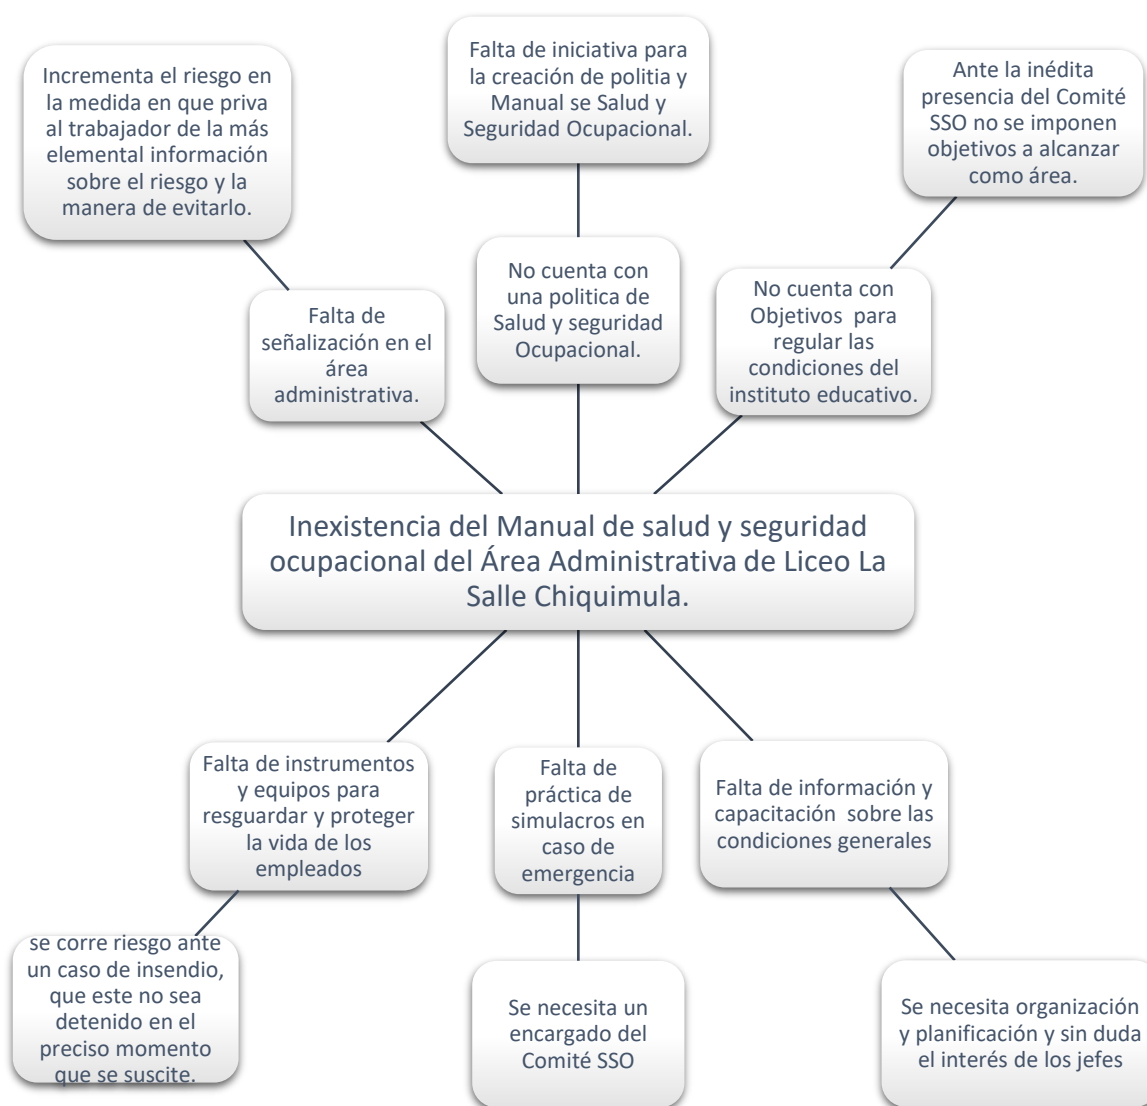 Falta de iniciativa para
la creación de politia y
Manual se Salud y
Seguridad Ocupacional.
Incrementa el riesgo en
la medida en que priva
al trabajador de la más
elemental información
sobre el riesgo y la
manera de evitarlo.
Ante la inédita
presencia del Comité
SSO no se imponen
objetivos a alcanzar
como área.
Falta de
señalización en el
área
administrativa.
No cuenta con
una politica de
Salud y seguridad
Ocupacional.
No cuenta con
Objetivos para
regular las
condiciones del
instituto educativo.
Inexistencia del Manual de salud y seguridad
ocupacional del Área Administrativa de Liceo La
Salle Chiquimula.
Falta de instrumentos
y equipos para
resguardar y proteger
la vida de los
empleados
Falta de
práctica de
simulacros en
caso de
emergencia
Falta de información y
capacitación sobre las
condiciones generales
se corre riesgo ante
un caso de insendio,
que este no sea
detenido en el
preciso momento
que se suscite.
Se necesita un
encargado del
Comité SSO
Se necesita organización
y planificación y sin duda
el interés de los jefes